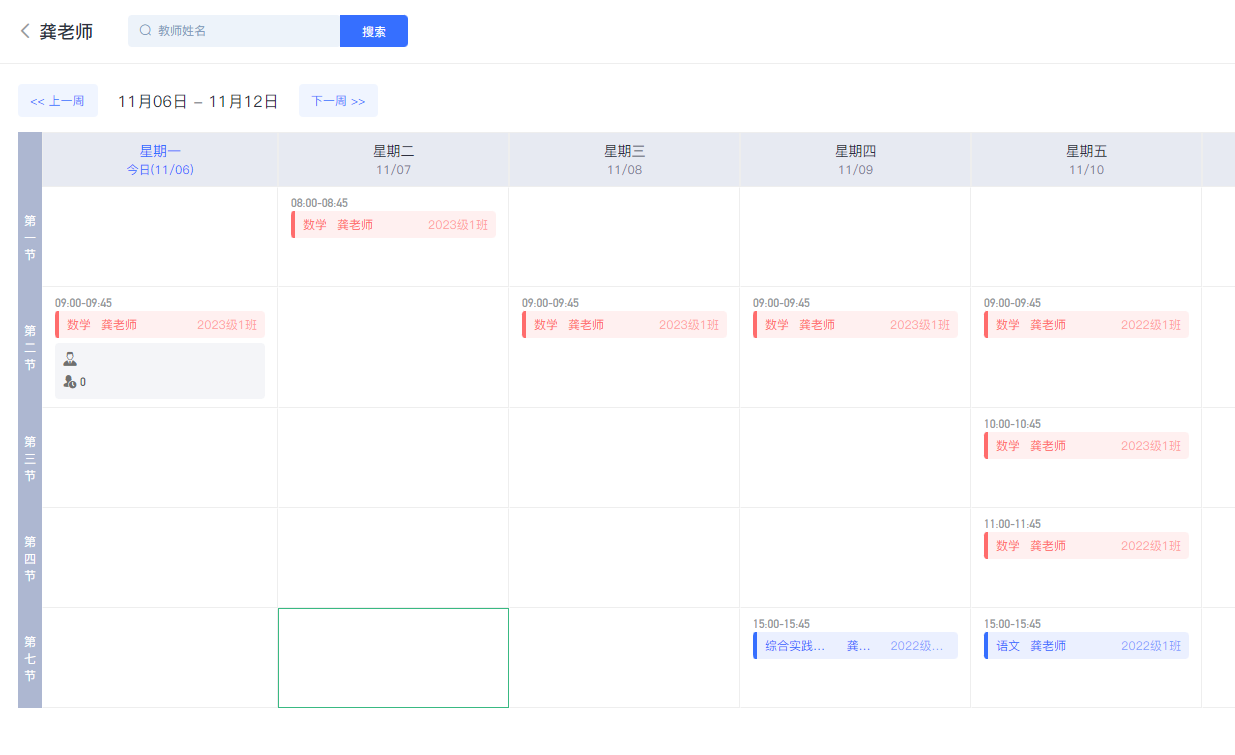 龚老师
教师姓名
搜索
<< 上一周
11月06日 – 11月12日
下一周 >>
星期一
今日(11/06)
星期二
11/07
星期三
11/08
星期四
11/09
星期五
11/10
第一节
08:00-08:45
数学 龚老师 2023级1班
第二节
09:00-09:45
数学 龚老师 2023级1班
0
09:00-09:45
数学 龚老师 2023级1班
09:00-09:45
数学 龚老师 2023级1班
09:00-09:45
数学 龚老师 2022级1班
第三节
10:00-10:45
数学 龚老师 2023级1班
第四节
11:00-11:45
数学 龚老师 2022级1班
第七节
15:00-15:45
综合实践... 龚... 2022级...
15:00-15:45
语文 龚老师 2022级1班